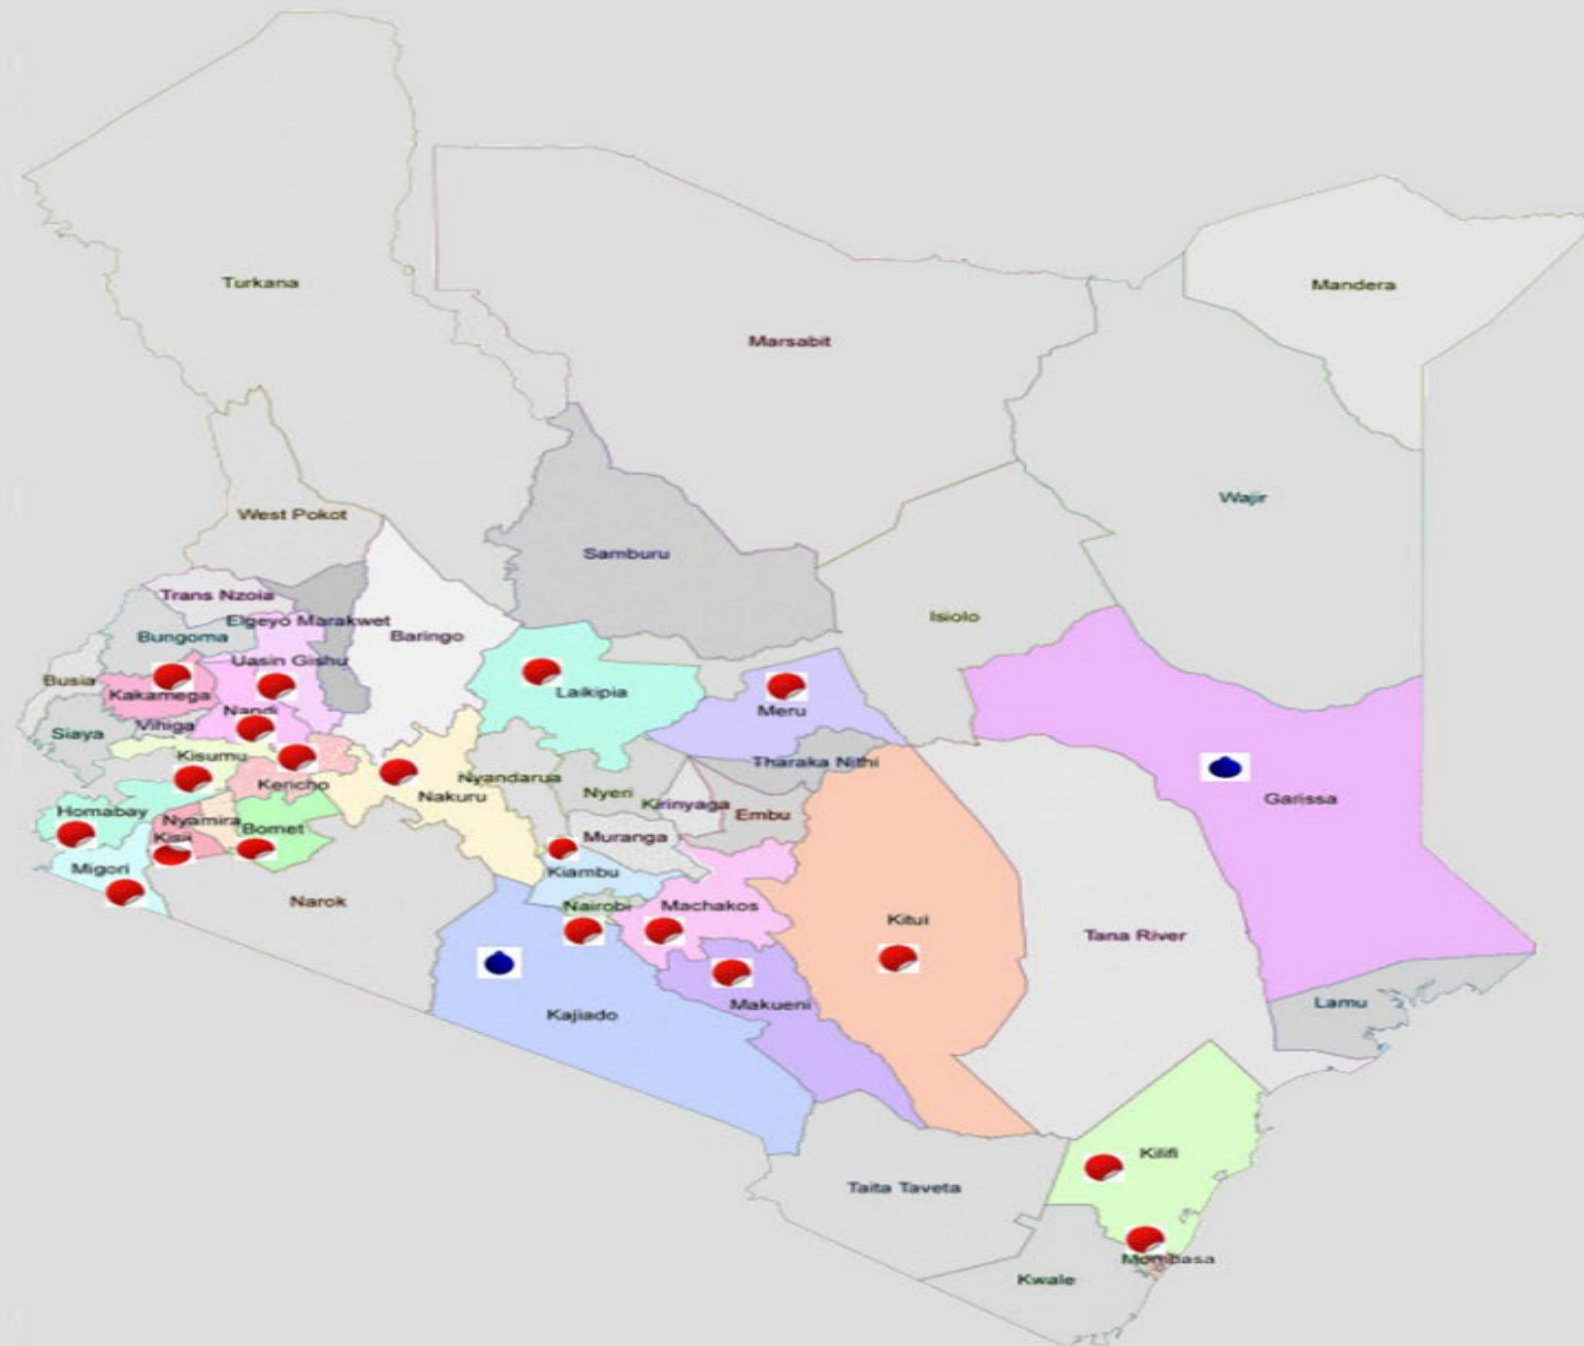 Turkana
Mandera
Marsabit
Wajir
West Pokot
Samburu
Trans Nzoia
Isiolo
Elgeyo Marakwet
Bungoma
Baringo
Uasin Gishu
Busia
Kakamega
Laikipia
Nandi
Meru
Vihiga
Siaya
Kisumu
Tharaka Nithi
Nyandarua
Kericho
Nyeri
Nakuru
Garissa
Kirinyaga
Homabay
Embu
Nyamira
Bomet
Muranga
Kisii
Migori
Kiambu
Narok
Nairobi
Machakos
Kitui
Tana River
Lamu
Makueni
Kajiado
Kilifi
Taita Taveta
Mombasa
Kwale